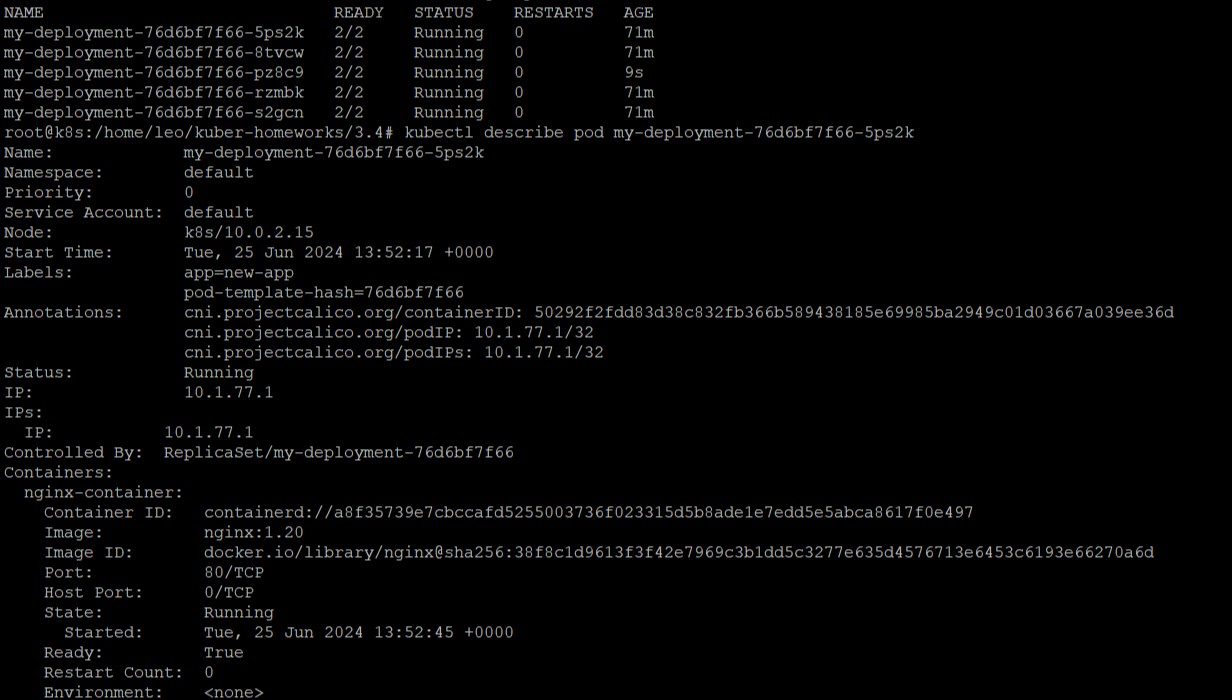 NAME READY STATUS RESTARTS AGE
my-deployment-76d6bf7f66-5ps2k 2/2 Running 0 71m
my-deployment-76d6bf7f66-8tvcw 2/2 Running 0 71m
my-deployment-76d6bf7f66-pz8c9 2/2 Running 0 9s
my-deployment-76d6bf7f66-rzmbk 2/2 Running 0 71m
my-deployment-76d6bf7f66-s2gcn 2/2 Running 0 71m
root@k8s:/home/leo/kuber-homeworks/3.4# kubectl describe pod my-deployment-76d6bf7f66-5ps2k
Name: my-deployment-76d6bf7f66-5ps2k
Namespace: default
Priority: 0
Service Account: default
Node: k8s/10.0.2.15
Start Time: Tue, 25 Jun 2024 13:52:17 +0000
Labels: app=new-app
pod-template-hash=76d6bf7f66
Annotations: cni.projectcalico.org/containerID: 50292f2fdd83d38c832fb366b589438185e69985ba2949c01d03667a039ee36d
cni.projectcalico.org/podIP: 10.1.77.1/32
cni.projectcalico.org/podIPs: 10.1.77.1/32
Status: Running
IP: 10.1.77.1
IPs:
IP: 10.1.77.1
Controlled By: ReplicaSet/my-deployment-76d6bf7f66
Containers:
nginx-container:
Container ID: containerd://a8f35739e7cbccafd5255003736f023315d5b8ade1e7edd5e5abca8617f0e497
Image: nginx:1.20
Image ID: docker.io/library/nginx@sha256:38f8c1d9613f3f42e7969c3b1dd5c3277e635d4576713e6453c6193e66270a6d
Port: 80/TCP
Host Port: 0/TCP
State: Running
Started: Tue, 25 Jun 2024 13:52:45 +0000
Ready: True
Restart Count: 0
Environment: <none>